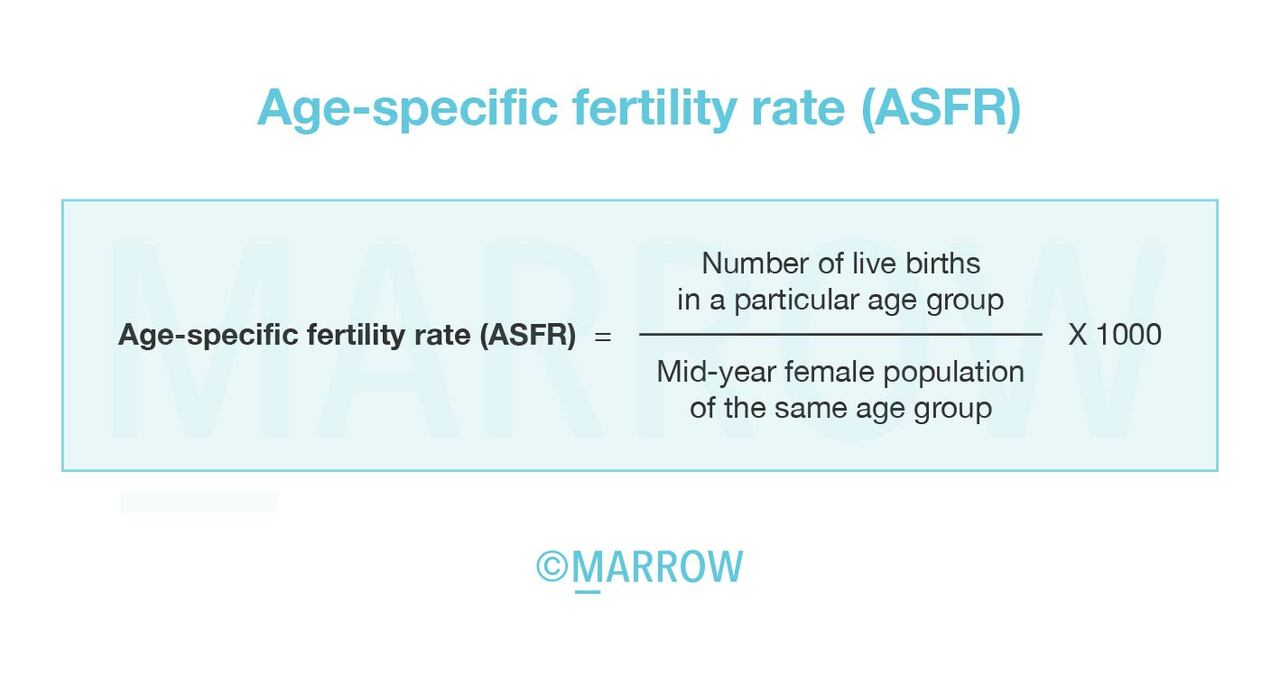 Age-specific fertility rate (ASFR)
MARROW
Number of live births
in a particular age group
Age-specific fertility rate (ASFR) = X 1000
Mid-year female population
of the same age group
©MARROW